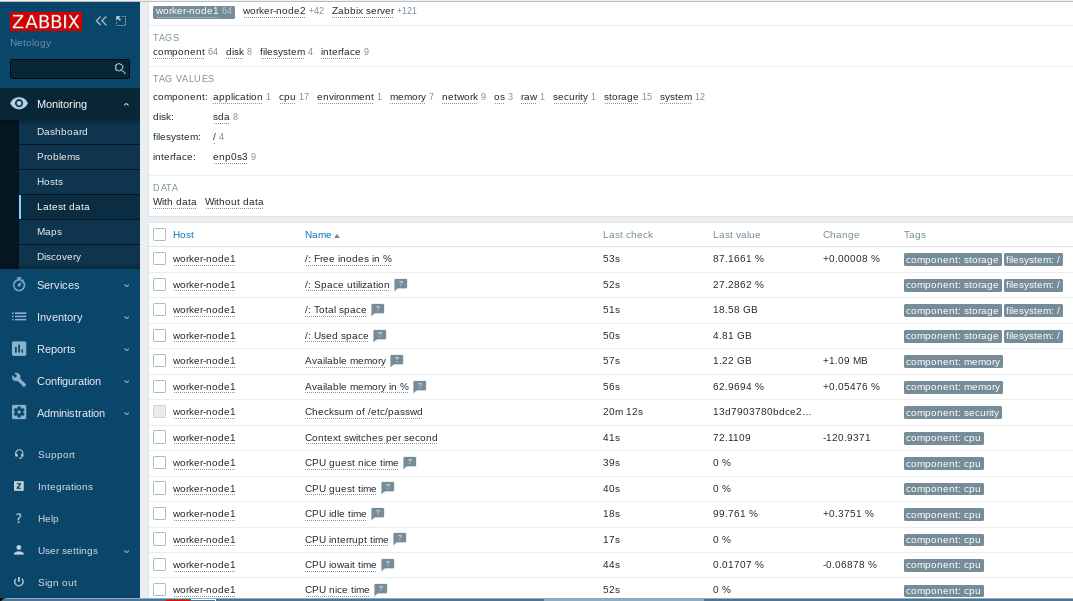 ZABBIX
Netology
Monitoring
Dashboard
Problems
Hosts
Latest data
Maps
Discovery
Services
Inventory
Reports
Configuration
Administration
Support
Z Integrations
? Help
User settings
Sign out
worker-node1 64 worker-node2 +42 Zabbix server +121
TAGS
component 64 disk 8 filesystem 4 interface 9
TAG VALUES
component: application 1 cpu 17 environment 1 memory 7 network 9 os 3 raw 1 security 1 storage 15 system 12
disk: sda 8
filesystem: / 4
interface: enp0s3 9
DATA
With data Without data
Host Name Last check Last value Change Tags
worker-node1 /: Free inodes in % 53s 87.1661 % +0.00008 % component: storage filesystem: /
worker-node1 /: Space utilization ? 52s 27.2862 % component: storage filesystem: /
worker-node1 /: Total space ? 51s 18.58 GB component: storage filesystem: /
worker-node1 /: Used space ? 50s 4.81 GB component: storage filesystem: /
worker-node1 Available memory ? 57s 1.22 GB +1.09 MB component: memory
worker-node1 Available memory in % ? 56s 62.9694 % +0.05476 % component: memory
worker-node1 Checksum of /etc/passwd 20m 12s 13d7903780bdce2... component: security
worker-node1 Context switches per second 41s 72.1109 -120.9371 component: cpu
worker-node1 CPU guest nice time ? 39s 0 % component: cpu
worker-node1 CPU guest time ? 40s 0 % component: cpu
worker-node1 CPU idle time ? 18s 99.761 % +0.3751 % component: cpu
worker-node1 CPU interrupt time ? 17s 0 % component: cpu
worker-node1 CPU iowait time ? 44s 0.01707 % -0.06878 % component: cpu
worker-node1 CPU nice time ? 52s 0 % component: cpu